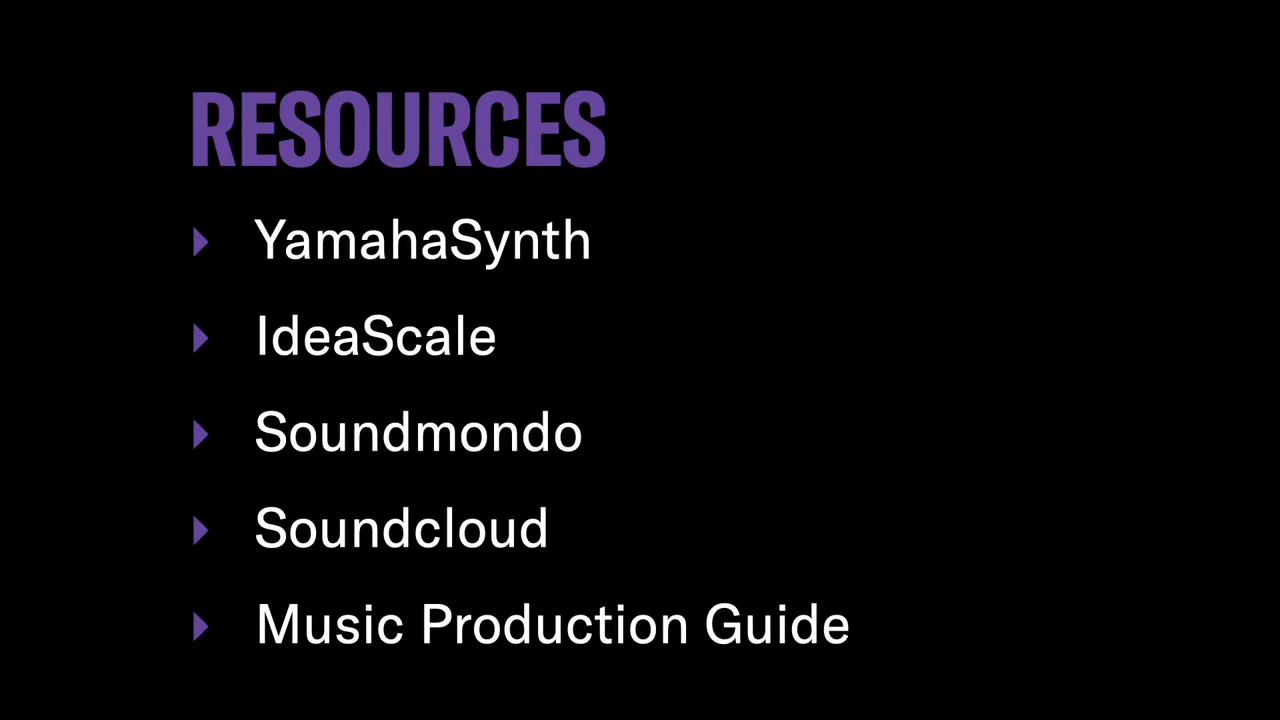 RESOURCES
YamahaSynth
IdeaScale
Soundmondo
Soundcloud
Music Production Guide